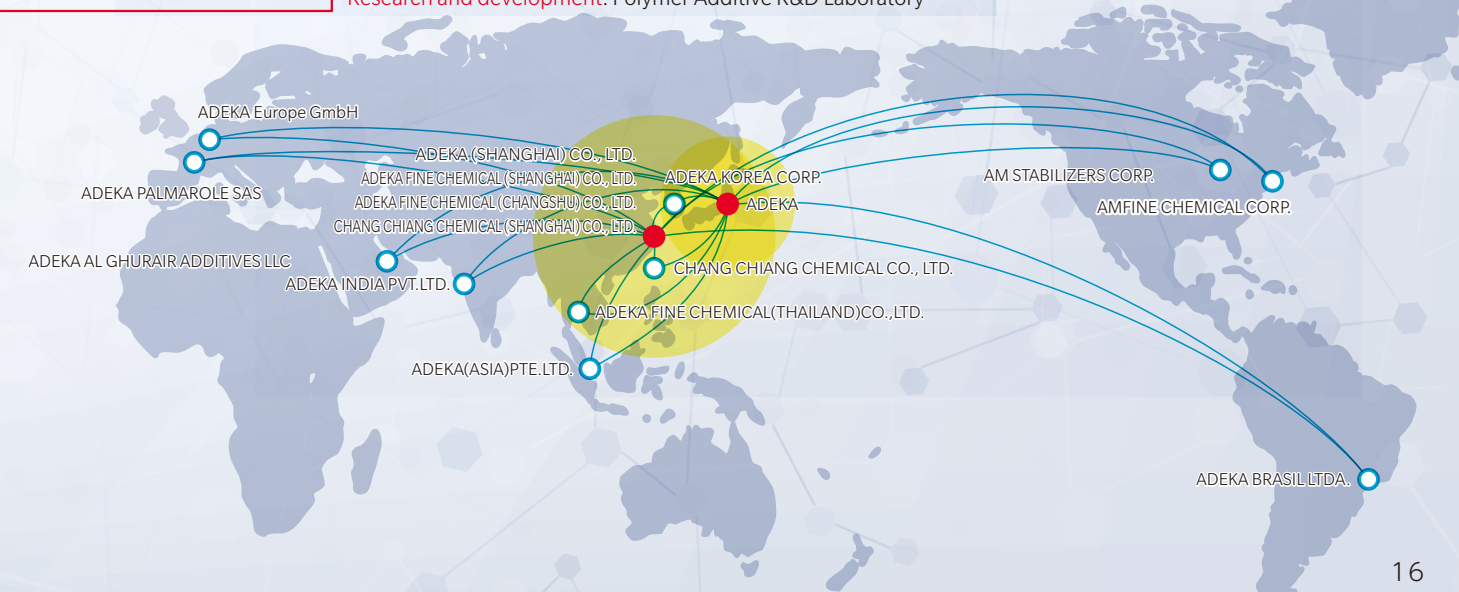 Research and development: Polymer Additive R&D Laboratory
ADEKA Europe GmbH
ADEKA PALMAROLE SAS
ADEKA (SHANGHAI) CO., LTD.
ADEKA FINE CHEMICAL (SHANGHAI) CO., LTD.
ADEKA FINE CHEMICAL (CHANGSHU) CO., LTD.
CHANG CHIANG CHEMICAL (SHANGHAI) CO., LTD.
ADEKA KOREA CORP.
ADEKA
AM STABILIZERS CORP.
AMFINE CHEMICAL CORP.
ADEKA AL GHURAIR ADDITIVES LLC
ADEKA INDIA PVT.LTD.
CHANG CHIANG CHEMICAL CO., LTD.
ADEKA FINE CHEMICAL(THAILAND)CO.,LTD.
ADEKA(ASIA)PTE.LTD.
ADEKA BRASIL LTDA.
16